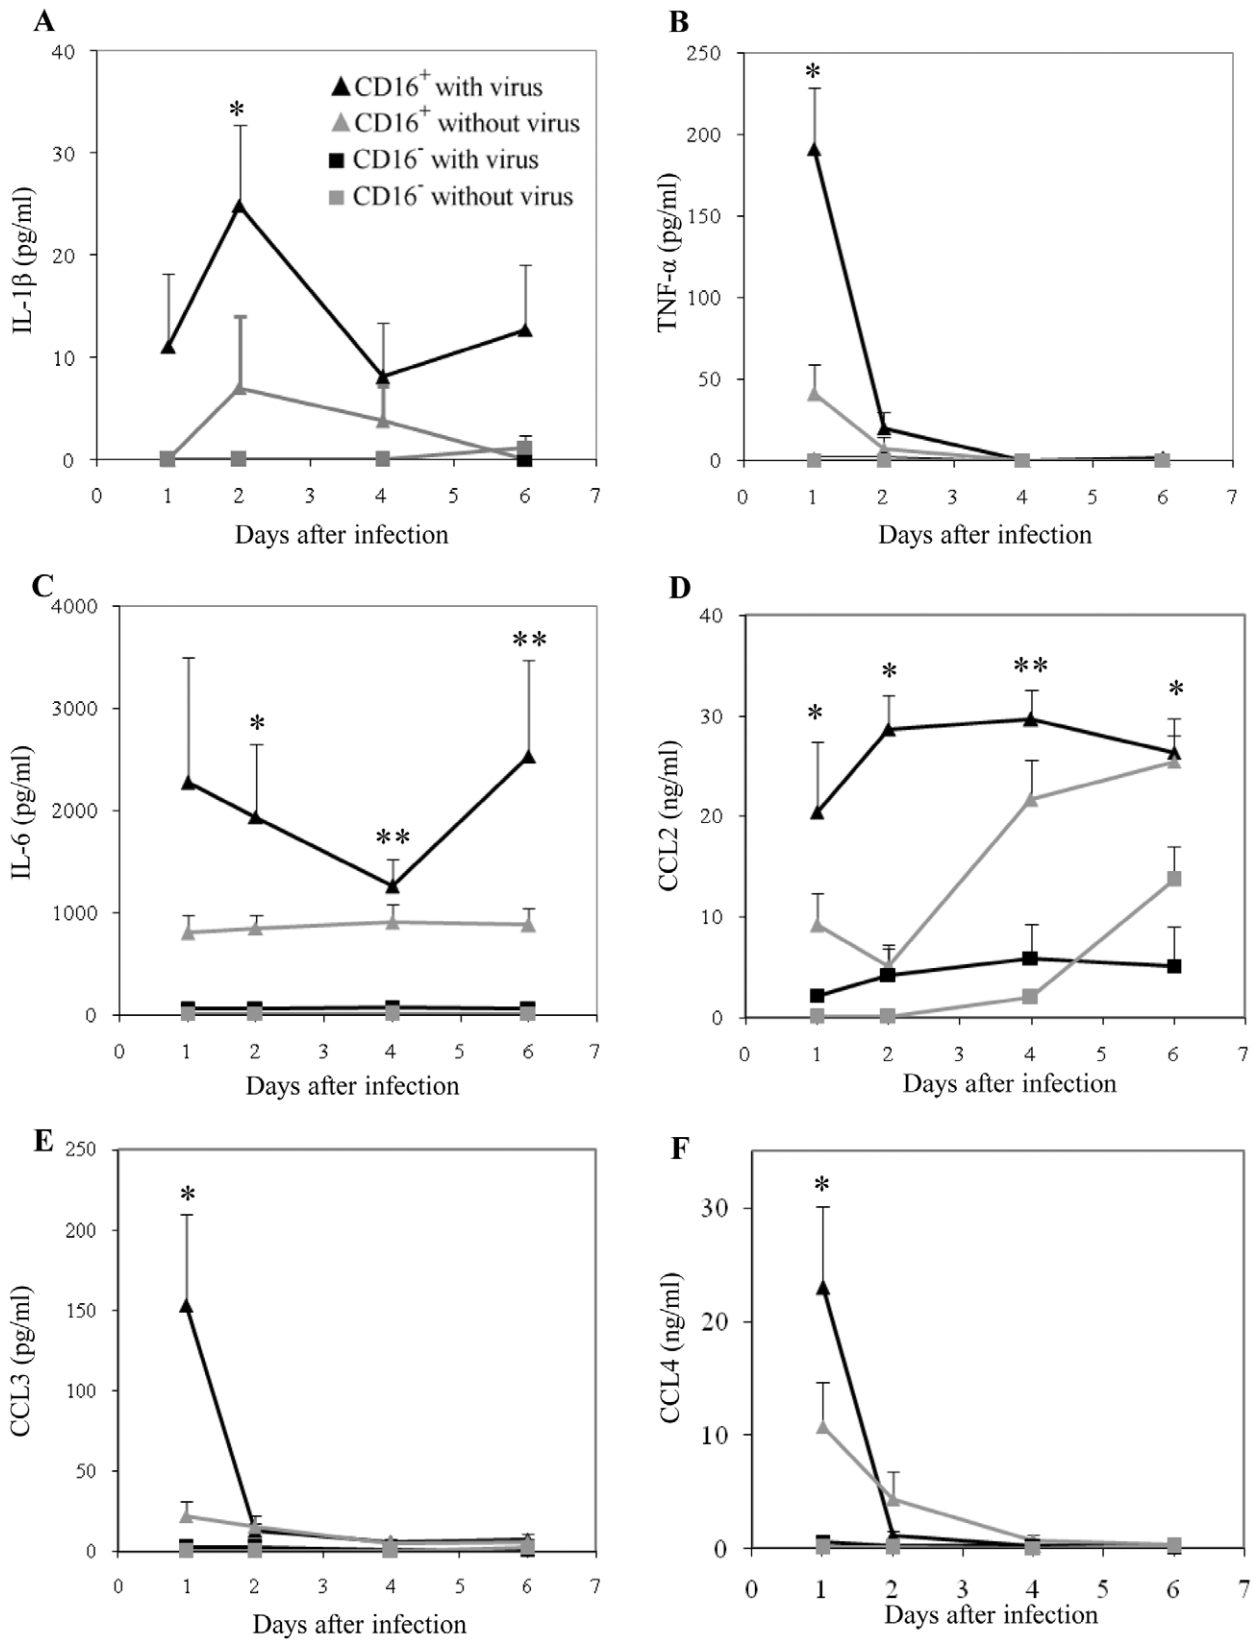 A
40
30
20
10
0
IL-1β (pg/ml)
*
▲CD16+ with virus
▲CD16+ without virus
■CD16- with virus
■CD16- without virus
0 1 2 3 4 5 6 7
Days after infection
B
250
200
150
100
50
0
TNF-α (pg/ml)
*
0 1 2 3 4 5 6 7
Days after infection
C
4000
3000
2000
1000
0
IL-6 (pg/ml)
*
**
**
0 1 2 3 4 5 6 7
Days after infection
D
40
30
20
10
0
CCL2 (ng/ml)
*
*
**
*
0 1 2 3 4 5 6 7
Days after infection
E
250
200
150
100
50
0
CCL3 (pg/ml)
*
0 1 2 3 4 5 6 7
Days after infection
F
30
20
10
0
CCL4 (ng/ml)
*
0 1 2 3 4 5 6 7
Days after infection